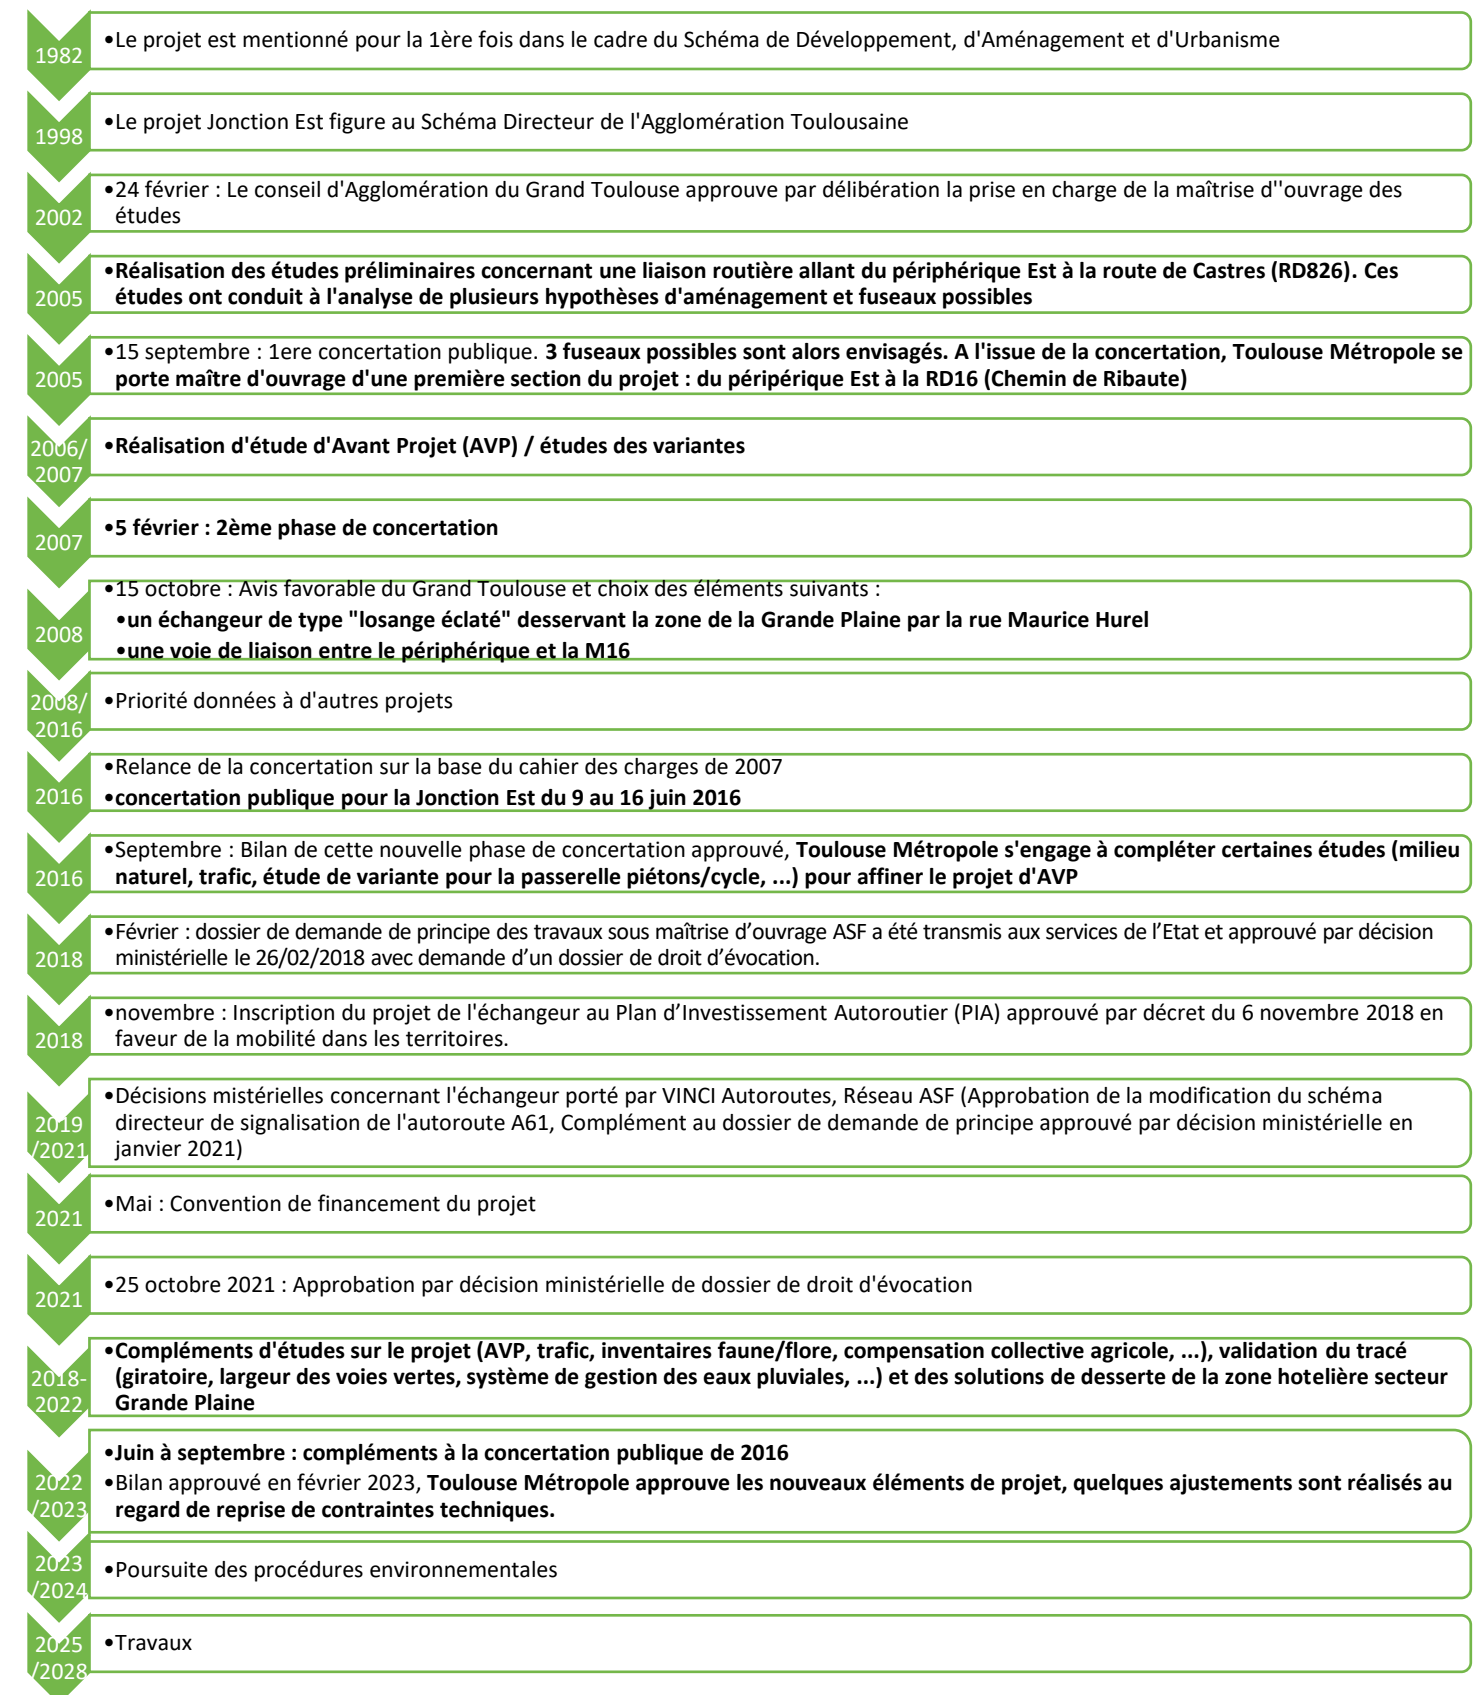 1982
•Le projet est mentionné pour la 1ère fois dans le cadre du Schéma de Développement, d'Aménagement et d'Urbanisme
1998
•Le projet Jonction Est figure au Schéma Directeur de l'Agglomération Toulousaine
2002
•24 février : Le conseil d'Agglomération du Grand Toulouse approuve par délibération la prise en charge de la maîtrise d''ouvrage des
études
2005
•Réalisation des études préliminaires concernant une liaison routière allant du périphérique Est à la route de Castres (RD826). Ces
études ont conduit à l'analyse de plusieurs hypothèses d'aménagement et fuseaux possibles
2005
•15 septembre : 1ere concertation publique. 3 fuseaux possibles sont alors envisagés. A l'issue de la concertation, Toulouse Métropole se
porte maître d'ouvrage d'une première section du projet : du péripérique Est à la RD16 (Chemin de Ribaute)
2006/
2007
•Réalisation d'étude d'Avant Projet (AVP) / études des variantes
2007
•5 février : 2ème phase de concertation
2008
•15 octobre : Avis favorable du Grand Toulouse et choix des éléments suivants :
•un échangeur de type "losange éclaté" desservant la zone de la Grande Plaine par la rue Maurice Hurel
•une voie de liaison entre le périphérique et la M16
2008/
2016
•Priorité données à d'autres projets
2016
•Relance de la concertation sur la base du cahier des charges de 2007
•concertation publique pour la Jonction Est du 9 au 16 juin 2016
2016
•Septembre : Bilan de cette nouvelle phase de concertation approuvé, Toulouse Métropole s'engage à compléter certaines études (milieu
naturel, trafic, étude de variante pour la passerelle piétons/cycle, ...) pour affiner le projet d'AVP
2018
•Février : dossier de demande de principe des travaux sous maîtrise d’ouvrage ASF a été transmis aux services de l’Etat et approuvé par décision
ministérielle le 26/02/2018 avec demande d’un dossier de droit d’évocation.
2018
•novembre : Inscription du projet de l'échangeur au Plan d’Investissement Autoroutier (PIA) approuvé par décret du 6 novembre 2018 en
faveur de la mobilité dans les territoires.
2019
/2021
•Décisions mistérielles concernant l'échangeur porté par VINCI Autoroutes, Réseau ASF (Approbation de la modification du schéma
directeur de signalisation de l'autoroute A61, Complément au dossier de demande de principe approuvé par décision ministérielle en
janvier 2021)
2021
•Mai : Convention de financement du projet
2021
•25 octobre 2021 : Approbation par décision ministérielle de dossier de droit d'évocation
2018-
2022
•Compléments d'études sur le projet (AVP, trafic, inventaires faune/flore, compensation collective agricole, ...), validation du tracé
(giratoire, largeur des voies vertes, système de gestion des eaux pluviales, ...) et des solutions de desserte de la zone hotelière secteur
Grande Plaine
2022
/2023
•Juin à septembre : compléments à la concertation publique de 2016
•Bilan approuvé en février 2023, Toulouse Métropole approuve les nouveaux éléments de projet, quelques ajustements sont réalisés au
regard de reprise de contraintes techniques.
2023
/2024
•Poursuite des procédures environnementales
2025
/2028
•Travaux